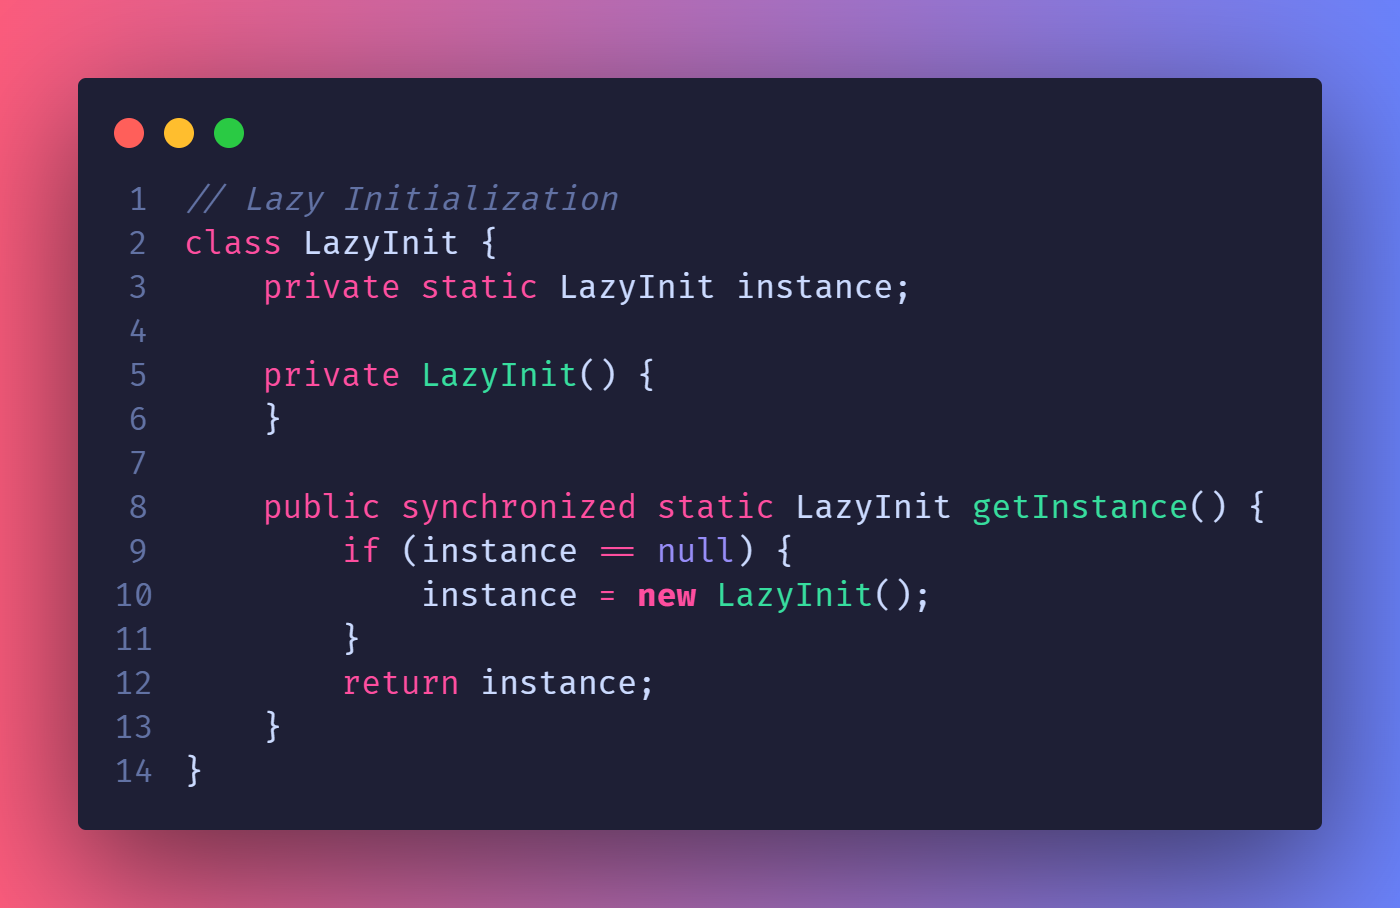 1 // Lazy Initialization
2 class LazyInit {
3     private static LazyInit instance;
4
5     private LazyInit() {
6     }
7
8     public synchronized static LazyInit getInstance() {
9         if (instance == null) {
10             instance = new LazyInit();
11         }
12         return instance;
13     }
14 }